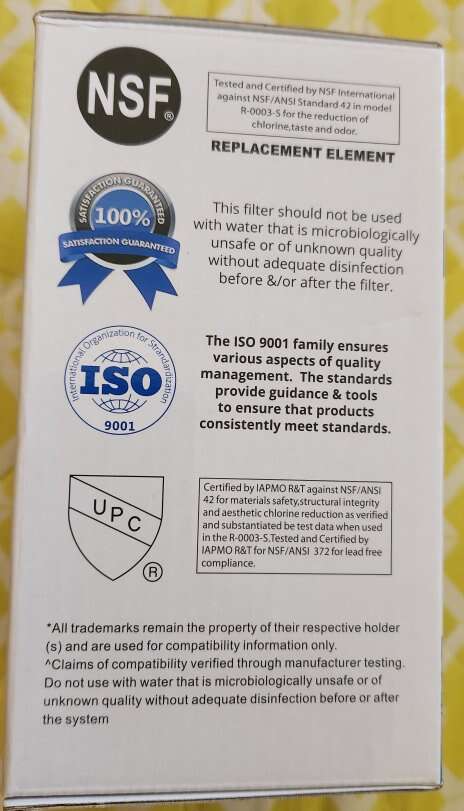 NSF®
Tested and Certified by NSF International
against NSF/ANSI Standard 42 in model
R-0003-S for the reduction of
chlorine,taste and odor.
REPLACEMENT ELEMENT
SATISFACTION GUARANTEED
100%
SATISFACTION GUARANTEED
This filter should not be used
with water that is microbiologically
unsafe or of unknown quality
without adequate disinfection
before &/or after the filter.
International Organization for Standardization
ISO
9001
The ISO 9001 family ensures
various aspects of quality
management. The standards
provide guidance & tools
to ensure that products
consistently meet standards.
UPC
®
Certified by IAPMO R&T against NSF/ANSI
42 for materials safety,structural integrity
and aesthetic chlorine reduction as verified
and substantiated be test data when used
in the R-0003-S.Tested and Certified by
IAPMO R&T for NSF/ANSI 372 for lead free
compliance.
*All trademarks remain the property of their respective holder
(s) and are used for compatibility information only.
^Claims of compatibility verified through manufacturer testing.
Do not use with water that is microbiologically unsafe or of
unknown quality without adequate disinfection before or after
the system